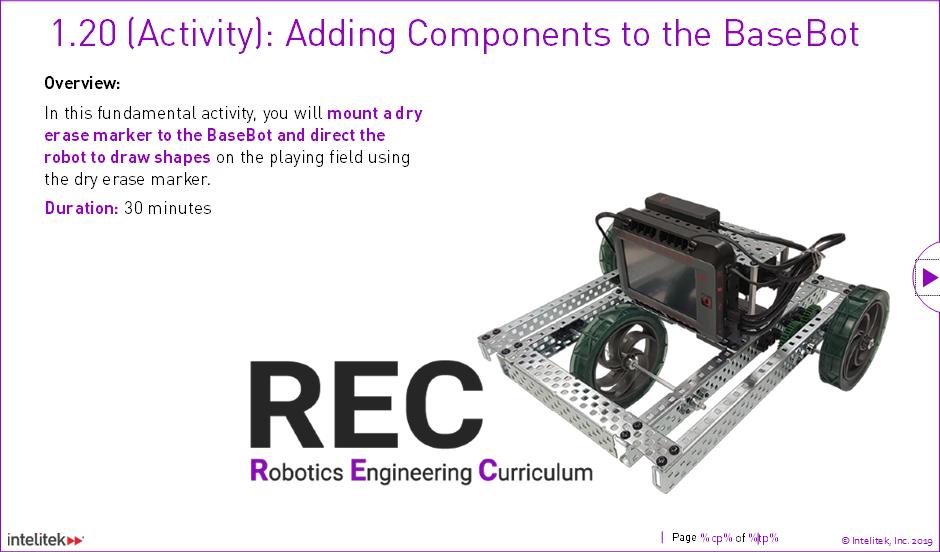 1.20 (Activity): Adding Components to the BaseBot
Overview:
In this fundamental activity, you will mount a dry
erase marker to the BaseBot and direct the
robot to draw shapes on the playing field using
the dry erase marker.
Duration: 30 minutes
REC
Robotics Engineering Curriculum
intelitek
Page %cp% of %tp%
© Intelitek, Inc. 2019